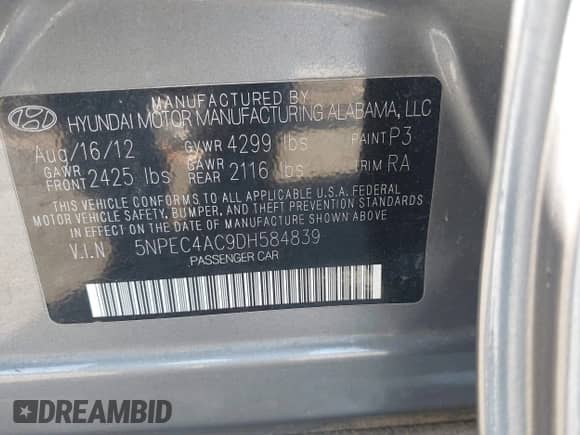 MANUFACTURED BY
HYUNDAI MOTOR MANUFACTURING ALABAMA, LLC
Aug/16/12 GVWR 4299 lbs PAINT P3
GAWR FRONT 2425 lbs GAWR REAR 2116 lbs TRIM RA
THIS VEHICLE CONFORMS TO ALL APPLICABLE U.S.A. FEDERAL
MOTOR VEHICLE SAFETY, BUMPER, AND THEFT PREVENTION STANDARDS
IN EFFECT ON THE DATE OF MANUFACTURE SHOWN ABOVE.
V.I.N 5NPEC4AC9DH584839
PASSENGER CAR
DREAMBID